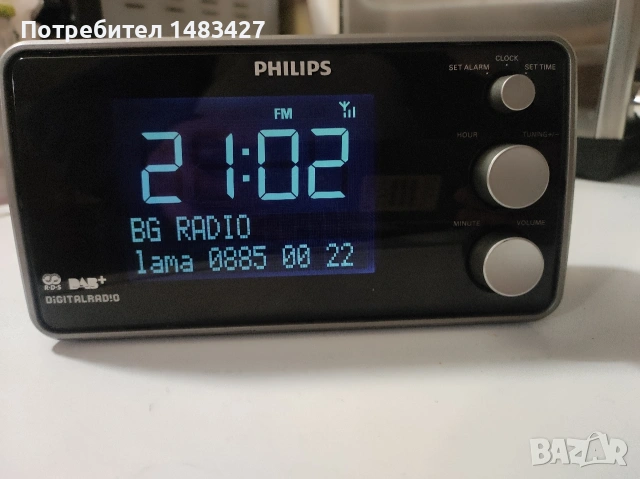 Потребител 1483427
PHILIPS
CLOCK
SET ALARM
SET TIME
FM
21:02
HOUR
TUNING+/-
BG RADIO
MINUTE
VOLUME
lama 0885 00 22
R·D·S
DAB+
DiGiTALRADiO
BAZAR